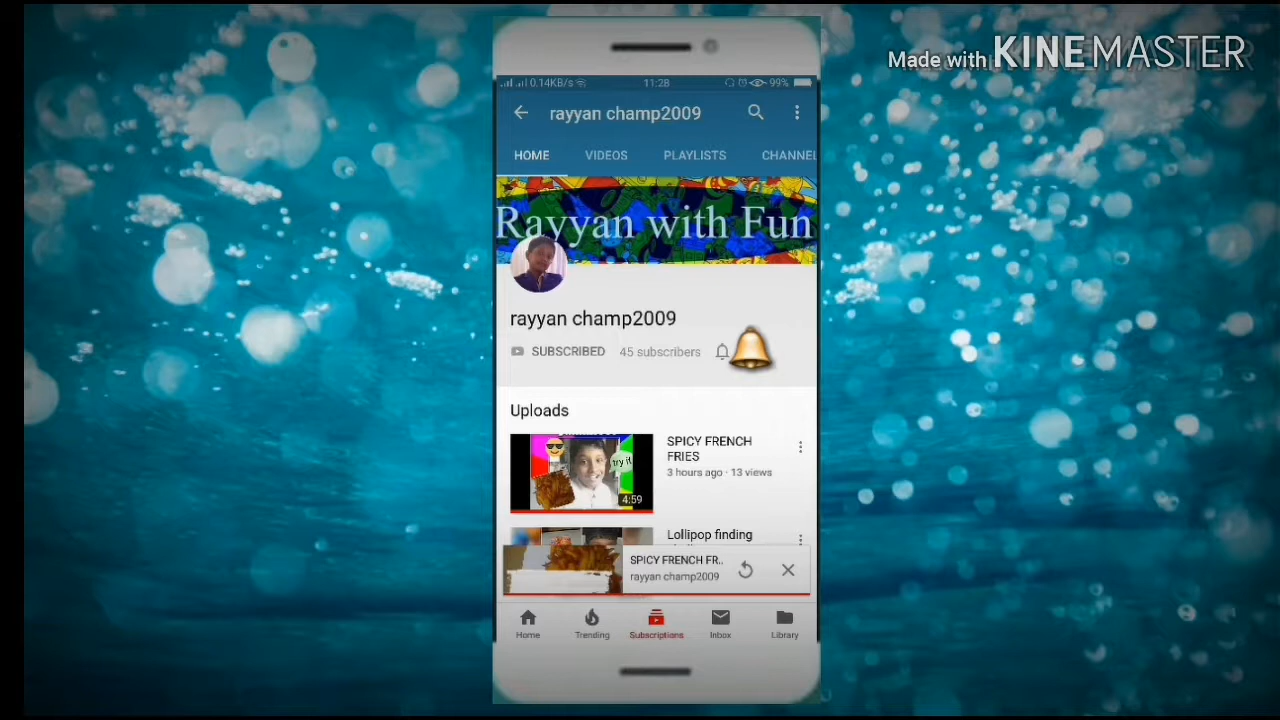 Made with KINEMASTER
0.14KB/s 11:28 99%
rayyan champ2009
HOME VIDEOS PLAYLISTS CHANNEL
Rayyan with Fun
rayyan champ2009
SUBSCRIBED 45 subscribers
Uploads
SPICY FRENCH
FRIES
3 hours ago · 13 views
try it
4:59
Lollipop finding
SPICY FRENCH FR..
rayyan champ2009
Home Trending Subscriptions Inbox Library